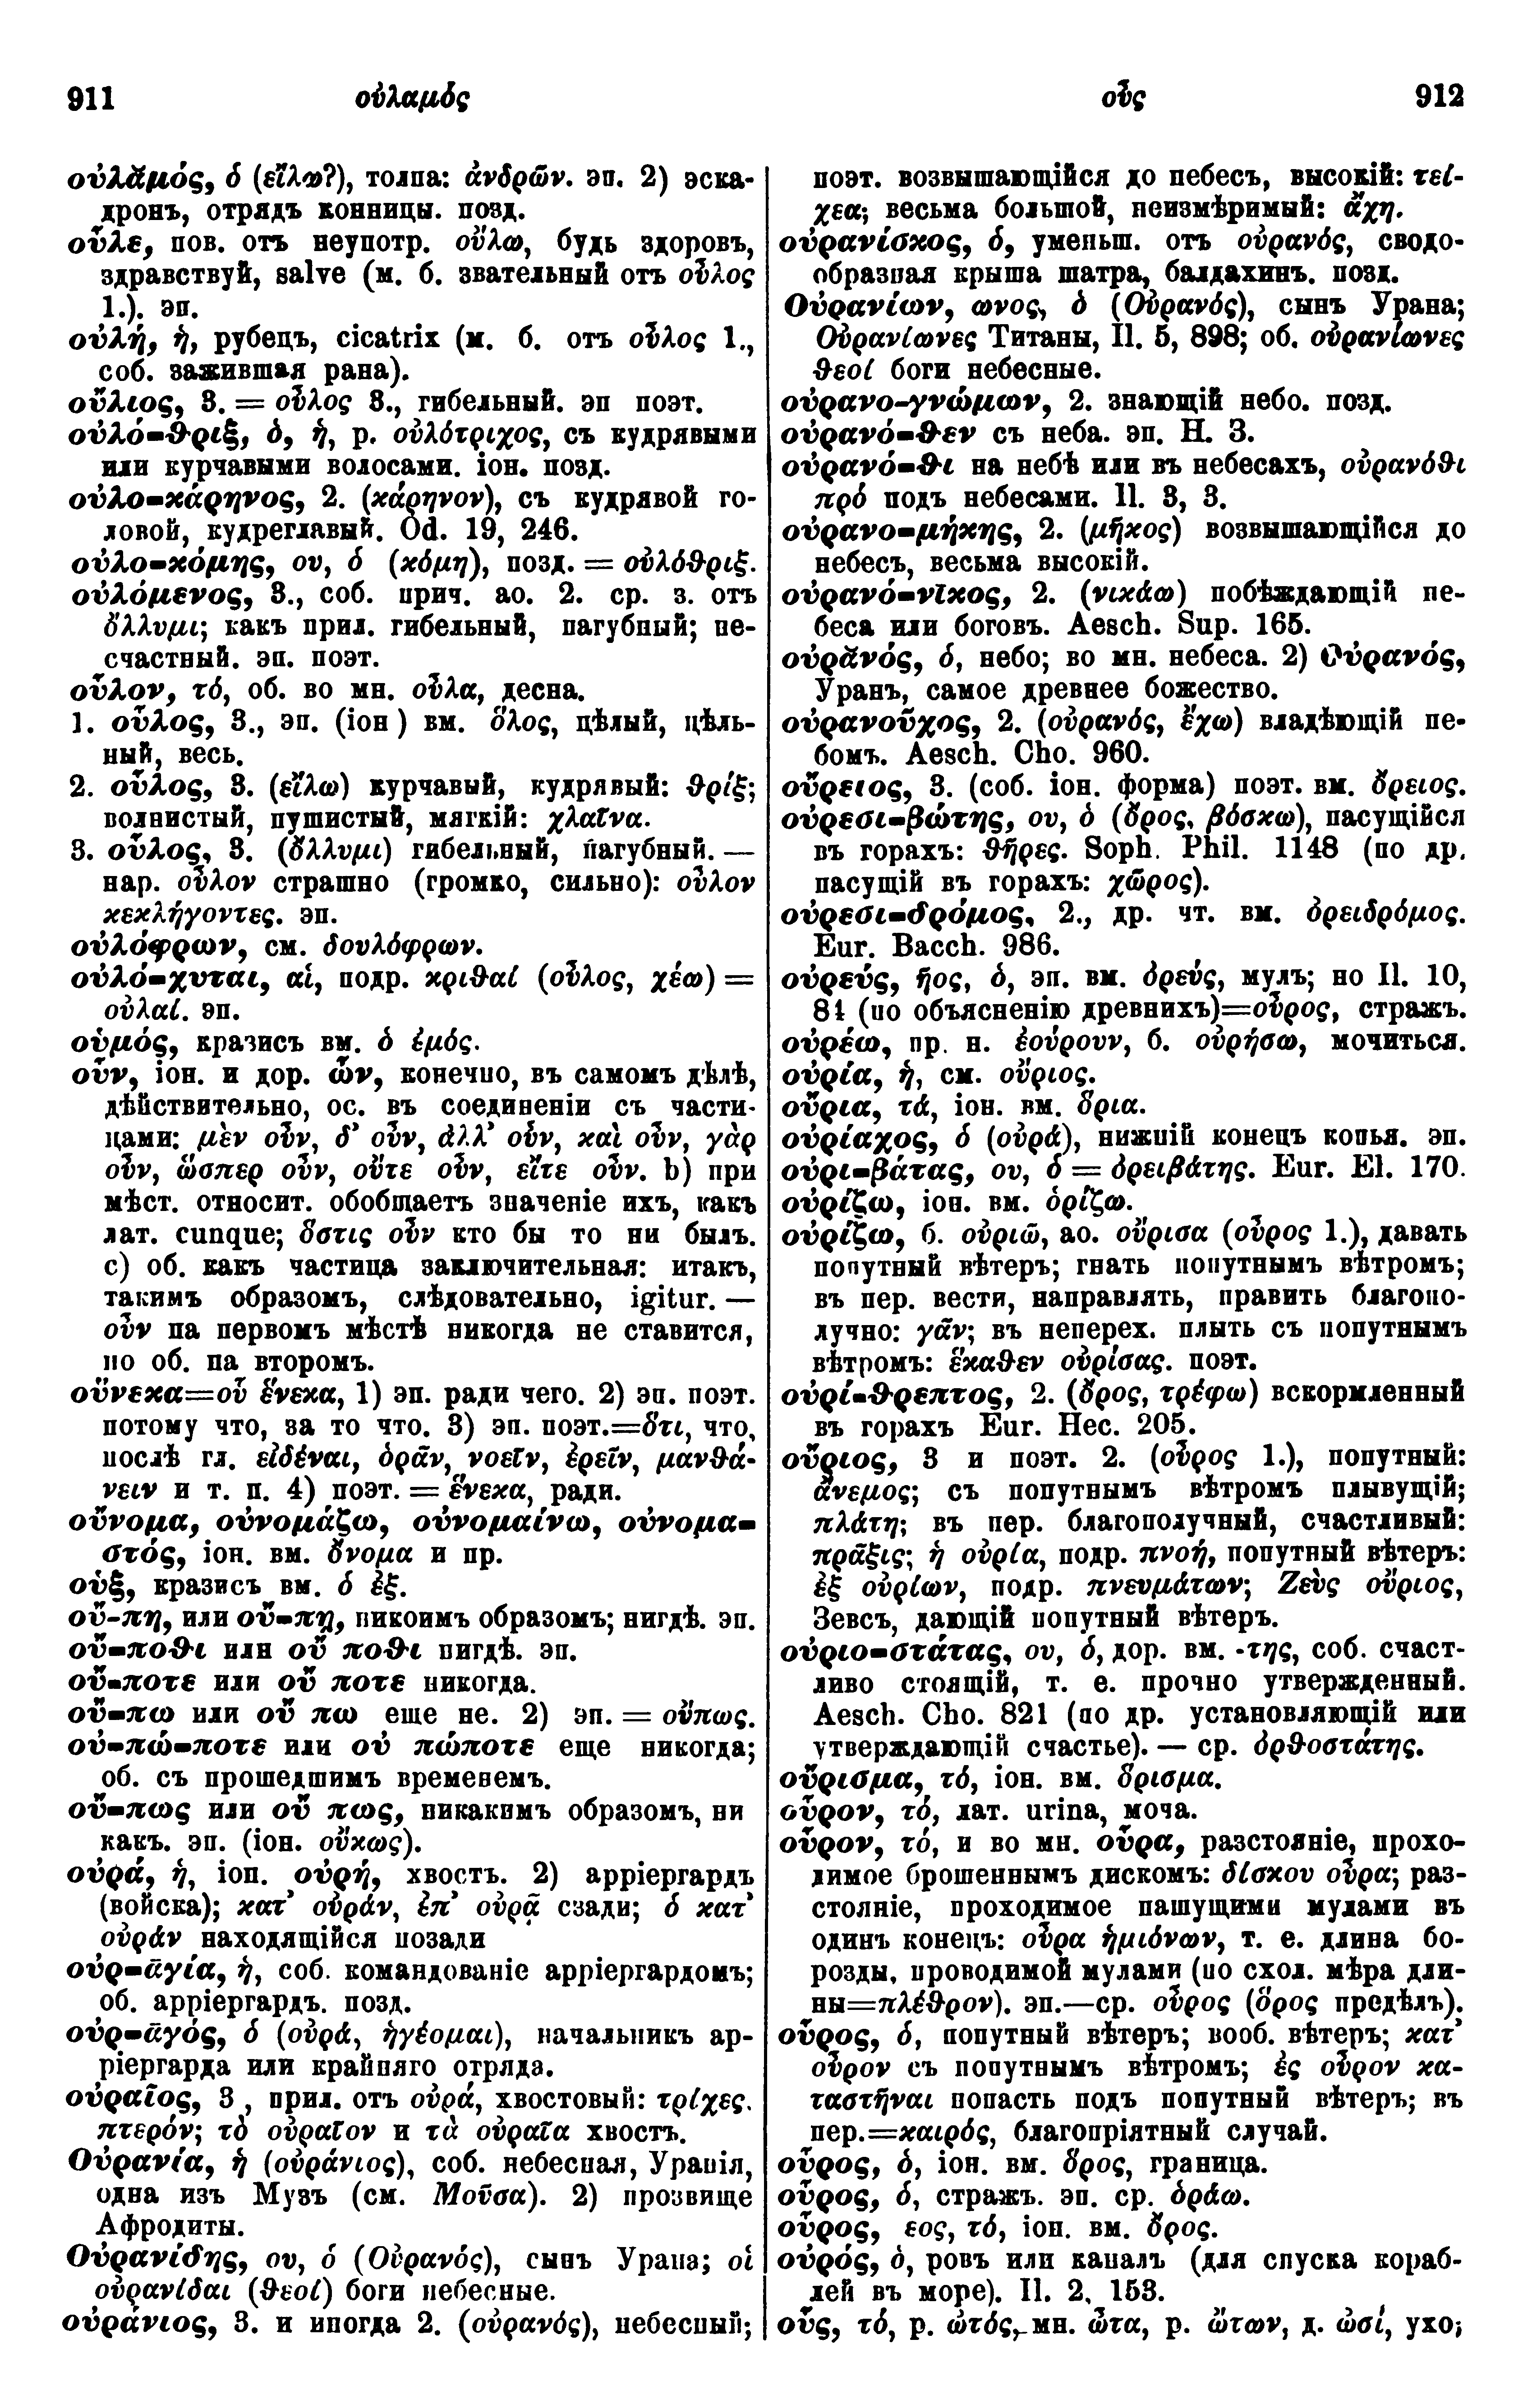 911 οὐλαμός
οὖς 912
οὐλᾰμός, ὁ (εἴλω?), толпа: ἀνδρῶν. эп. 2) эска-
дронъ, отрядъ конницы. позд.
οὖλε, пов. отъ неупотр. οὔλω, будь здоровъ,
здравствуй, salve (м. б. звательный отъ οὖλος
1.). эп.
οὐλή, ἡ, рубецъ, cicatrix (м. б. отъ οὖλος 1.,
соб. зажившая рана).
οὔλιος, 3. = οὖλος 3., гибельный. эп поэт.
οὐλό-θριξ, ὁ, ἡ, р. οὐλότριχος, съ кудрявыми
или курчавыми волосами. іон. позд.
οὐλο-κάρηνος, 2. (κάρηνον), съ кудрявой го-
ловой, кудреглавый. Od. 19, 246.
οὐλο-κόμης, ου, ὁ (κόμη), позд. = οὐλόθριξ.
οὐλόμενος, 3., соб. прич. ао. 2. ср. з. отъ
ὄλλυμι; какъ прил. гибельный, пагубный; не-
счастный. эп. поэт.
οὖλον, τό, об. во мн. οὖλα, десна.
1. οὖλος, 3., эп. (іон ) вм. ὅλος, цѣлый, цѣль-
ный, весь.
2. οὖλος, 3. (εἴλω) курчавый, кудрявый: θρίξ;
волнистый, пушистый, мягкій: χλαῖνα.
3. οὖλος, 3. (ὄλλυμι) гибельный, пагубный. —
нар. οὖλον страшно (громко, сильно): οὖλον
κεκλήγοντες. эп.
οὐλόφρων, см. δουλόφρων.
οὐλό-χυται, αἱ, подр. κριθαί (οὖλος, χέω) =
οὐλαί. эп.
οὑμός, кразисъ вм. ὁ ἐμός.
οὖν, іон. и дор. ὦν, конечно, въ самомъ дѣлѣ,
дѣйствительно, ос. въ соединеніи съ части-
цами: μὲν οὖν, δ’ οὖν, ἀλλ’ οὖν, καὶ οὖν, γὰρ
οὖν, ὥσπερ οὖν, οὔτε οὖν, εἴτε οὖν. b) при
мѣст. относит. обобщаетъ значеніе ихъ, какъ
лат. cunque; ὅστις οὖν кто бы то ни былъ.
c) об. какъ частица заключительная: итакъ,
такимъ образомъ, слѣдовательно, igitur. —
οὖν на первомъ мѣстѣ никогда не ставится,
но об. на второмъ.
οὕνεκα=οὗ ἕνεκα, 1) эп. ради чего. 2) эп. поэт.
потому что, за то что. 3) эп. поэт.=ὅτι, что,
послѣ гл. εἰδέναι, ὁρᾶν, νοεῖν, ἐρεῖν, μανθά-
νειν и т. п. 4) поэт. = ἕνεκα, ради.
οὔνομα, οὐνομάζω, οὐνομαίνω, οὐνομα-
στός, іон. вм. ὄνομα и пр.
οὑξ, кразисъ вм. ὁ ἐξ.
οὔ-πη, или οὔ-πῃ, никоимъ образомъ; нигдѣ. эп.
οὔ-ποθι или οὔ ποθι нигдѣ. эп.
οὔ-ποτε или οὔ ποτε никогда.
οὔ-πω или οὔ πω еще не. 2) эп. = οὔπως.
οὐ-πώ-ποτε или οὐ πώποτε еще никогда;
об. съ прошедшимъ временемъ.
οὔ-πως или οὔ πως, никакимъ образомъ, ни
какъ. эп. (іон. οὔκως).
οὐρά, ἡ, іон. οὐρή, хвостъ. 2) арріергардъ
(войска); κατ’ οὐράν, ἐπ’ οὐρᾷ сзади; ὁ κατ’
οὐράν находящійся позади
οὐρ-ᾱγία, ἡ, соб. командованіе арріергардомъ;
об. арріергардъ. позд.
οὐρ-ᾱγός, ὁ (οὐρά, ἡγέομαι), начальникъ ар-
ріергарда или крайняго отряда.
οὐραῖος, 3 , прил. отъ οὐρά, хвостовый: τρίχες.
πτερόν; τὸ οὐραῖον и τὰ οὐραῖα хвостъ.
Οὐρανία, ἡ (οὐράνιος), соб. небесная, Уранія,
одна изъ Музъ (см. Μοῦσα). 2) прозвище
Афродиты.
Οὐρανίδης, ου, ὁ (Οὐρανός), сынъ Урана; οἱ
οὐρανίδαι (θεοί) боги небесные.
οὐράνιος, 3. и иногда 2. (οὐρανός), небесный;
поэт. возвышающійся до небесъ, высокій: τεί-
χεα; весьма большой, неизмѣримый: ἄχη.
οὐρανίσκος, ὁ, уменьш. отъ οὐρανός, сводо-
образная крыша шатра, балдахинъ. позд.
Οὐρανίων, ωνος, ὁ (Οὐρανός), сынъ Урана;
Οὐρανίωνες Титаны, Il. 5, 898; об. οὐρανίωνες
θεοί боги небесные.
οὐρανο-γνώμων, 2. знающій небо. позд.
οὐρανό-θεν съ неба. эп. Н. З.
οὐρανό-θι на небѣ или въ небесахъ, οὐρανόθι
πρό подъ небесами. Il. 3, 3.
οὐρανο-μήκης, 2. (μῆκος) возвышающійся до
небесъ, весьма высокій.
οὐρανό-νῑκος, 2. (νικάω) побѣждающій не-
беса или боговъ. Aesch. Sup. 165.
οὐρᾰνός, ὁ, небо; во мн. небеса. 2) Οὐρανός,
Уранъ, самое древнее божество.
οὐρανοῦχος, 2. (οὐρανός, ἔχω) владѣющій не-
бомъ. Aesch. Cho. 960.
οὔρειος, 3. (соб. іон. форма) поэт. вм. ὄρειος.
οὐρεσι-βώτης, ου, ὁ (ὄρος, βόσκω), пасущійся
въ горахъ: θῆρες. Soph. Phil. 1148 (по др.
пасущій въ горахъ: χῶρος).
οὐρεσι-δρόμος, 2., др. чт. вм. ὀρειδρόμος.
Eur. Bacch. 986.
οὐρεύς, ῆος, ὁ, эп. вм. ὀρεύς, мулъ; но Il. 10,
84 (по объясненію древнихъ)=οὖρος, стражъ.
οὐρέω, пр. н. ἐούρουν, б. οὐρήσω, мочиться.
οὐρία, ἡ, см. οὔριος.
οὔρια, τά, іон. вм. ὅρια.
οὐρίαχος, ὁ (οὐρά), нижній конецъ копья. эп.
οὐρι-βάτας, ου, ὁ = ὀρειβάτης. Eur. El. 170.
οὐρίζω, іон. вм. ὁρίζω.
οὐρίζω, б. οὐριῶ, ао. οὔρισα (οὖρος 1.), давать
попутный вѣтеръ; гнать попутнымъ вѣтромъ;
въ пер. вести, направлять, править благопо-
лучно: γᾶν; въ неперех. плыть съ попутнымъ
вѣтромъ: ἕκαθεν οὐρίσας. поэт.
οὐρί-θρεπτος, 2. (ὄρος, τρέφω) вскормленный
въ горахъ Eur. Hec. 205.
οὔριος, 3 и поэт. 2. (οὖρος 1.), попутный:
ἄνεμος; съ попутнымъ вѣтромъ плывущій;
πλάτη; въ пер. благополучный, счастливый:
πρᾶξις; ἡ οὐρία, подр. πνοή, попутный вѣтеръ:
ἐξ οὐρίων, подр. πνευμάτων; Ζεὺς οὔριος,
Зевсъ, дающій попутный вѣтеръ.
οὐριο-στάτας, ου, ὁ, дор. вм. -της, соб. счаст-
ливо стоящій, т. е. прочно утвержденный.
Aesch. Cho. 821 (по др. установляющій или
утверждающій счастье). — ср. ὀρθοστάτης.
οὔρισμα, τό, іон. вм. ὅρισμα.
οὖρον, τό, лат. urina, моча.
οὖρον, τό, и во мн. οὖρα, разстояніе, прохо-
димое брошеннымъ дискомъ: δίσκου οὖρα; раз-
стояніе, проходимое пашущими мулами въ
одинъ конецъ: οὖρα ἡμιόνων, т. е. длина бо-
розды, проводимой мулами (по схол. мѣра дли-
ны=πλέθρον). эп.—ср. οὖρος (ὅρος предѣлъ).
οὖρος, ὁ, попутный вѣтеръ; вооб. вѣтеръ; κατ’
οὖρον съ попутнымъ вѣтромъ; ἐς οὖρον κα-
ταστῆναι попасть подъ попутный вѣтеръ; въ
пер.=καιρός, благопріятный случай.
οὖρος, ὁ, іон. вм. ὅρος, граница.
οὖρος, ὁ, стражъ. эп. ср. ὁράω.
οὖρος, εος, τό, іон. вм. ὄρος.
οὐρός, ὁ, ровъ или каналъ (для спуска кораб-
лей въ море). Il. 2, 153.
οὖς, τό, р. ὠτός, мн. ὦτα, р. ὤτων, д. ὠσί, ухо;